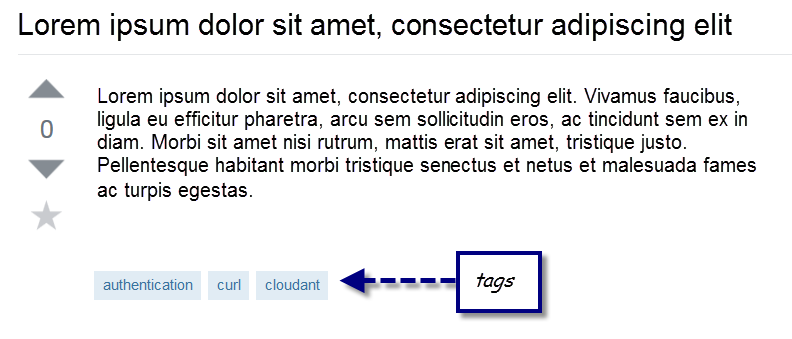 Lorem ipsum dolor sit amet, consectetur adipiscing elit
Lorem ipsum dolor sit amet, consectetur adipiscing elit. Vivamus faucibus,
ligula eu efficitur pharetra, arcu sem sollicitudin eros, ac tincidunt sem ex in
0
diam. Morbi sit amet nisi rutrum, mattis erat sit amet, tristique justo.
Pellentesque habitant morbi tristique senectus et netus et malesuada fames
ac turpis egestas.
authentication curl cloudant
tags